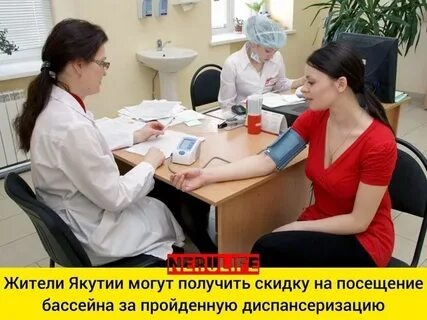 NERULIFE
Жители Якутии могут получить скидку на посещение
бассейна за пройденную диспансеризацию